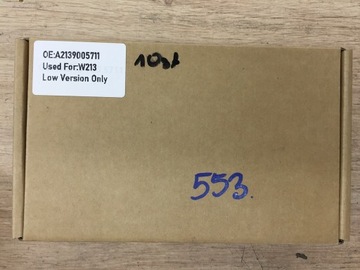 OE:A2139005711
Used For:W213
Low Version Only
553.